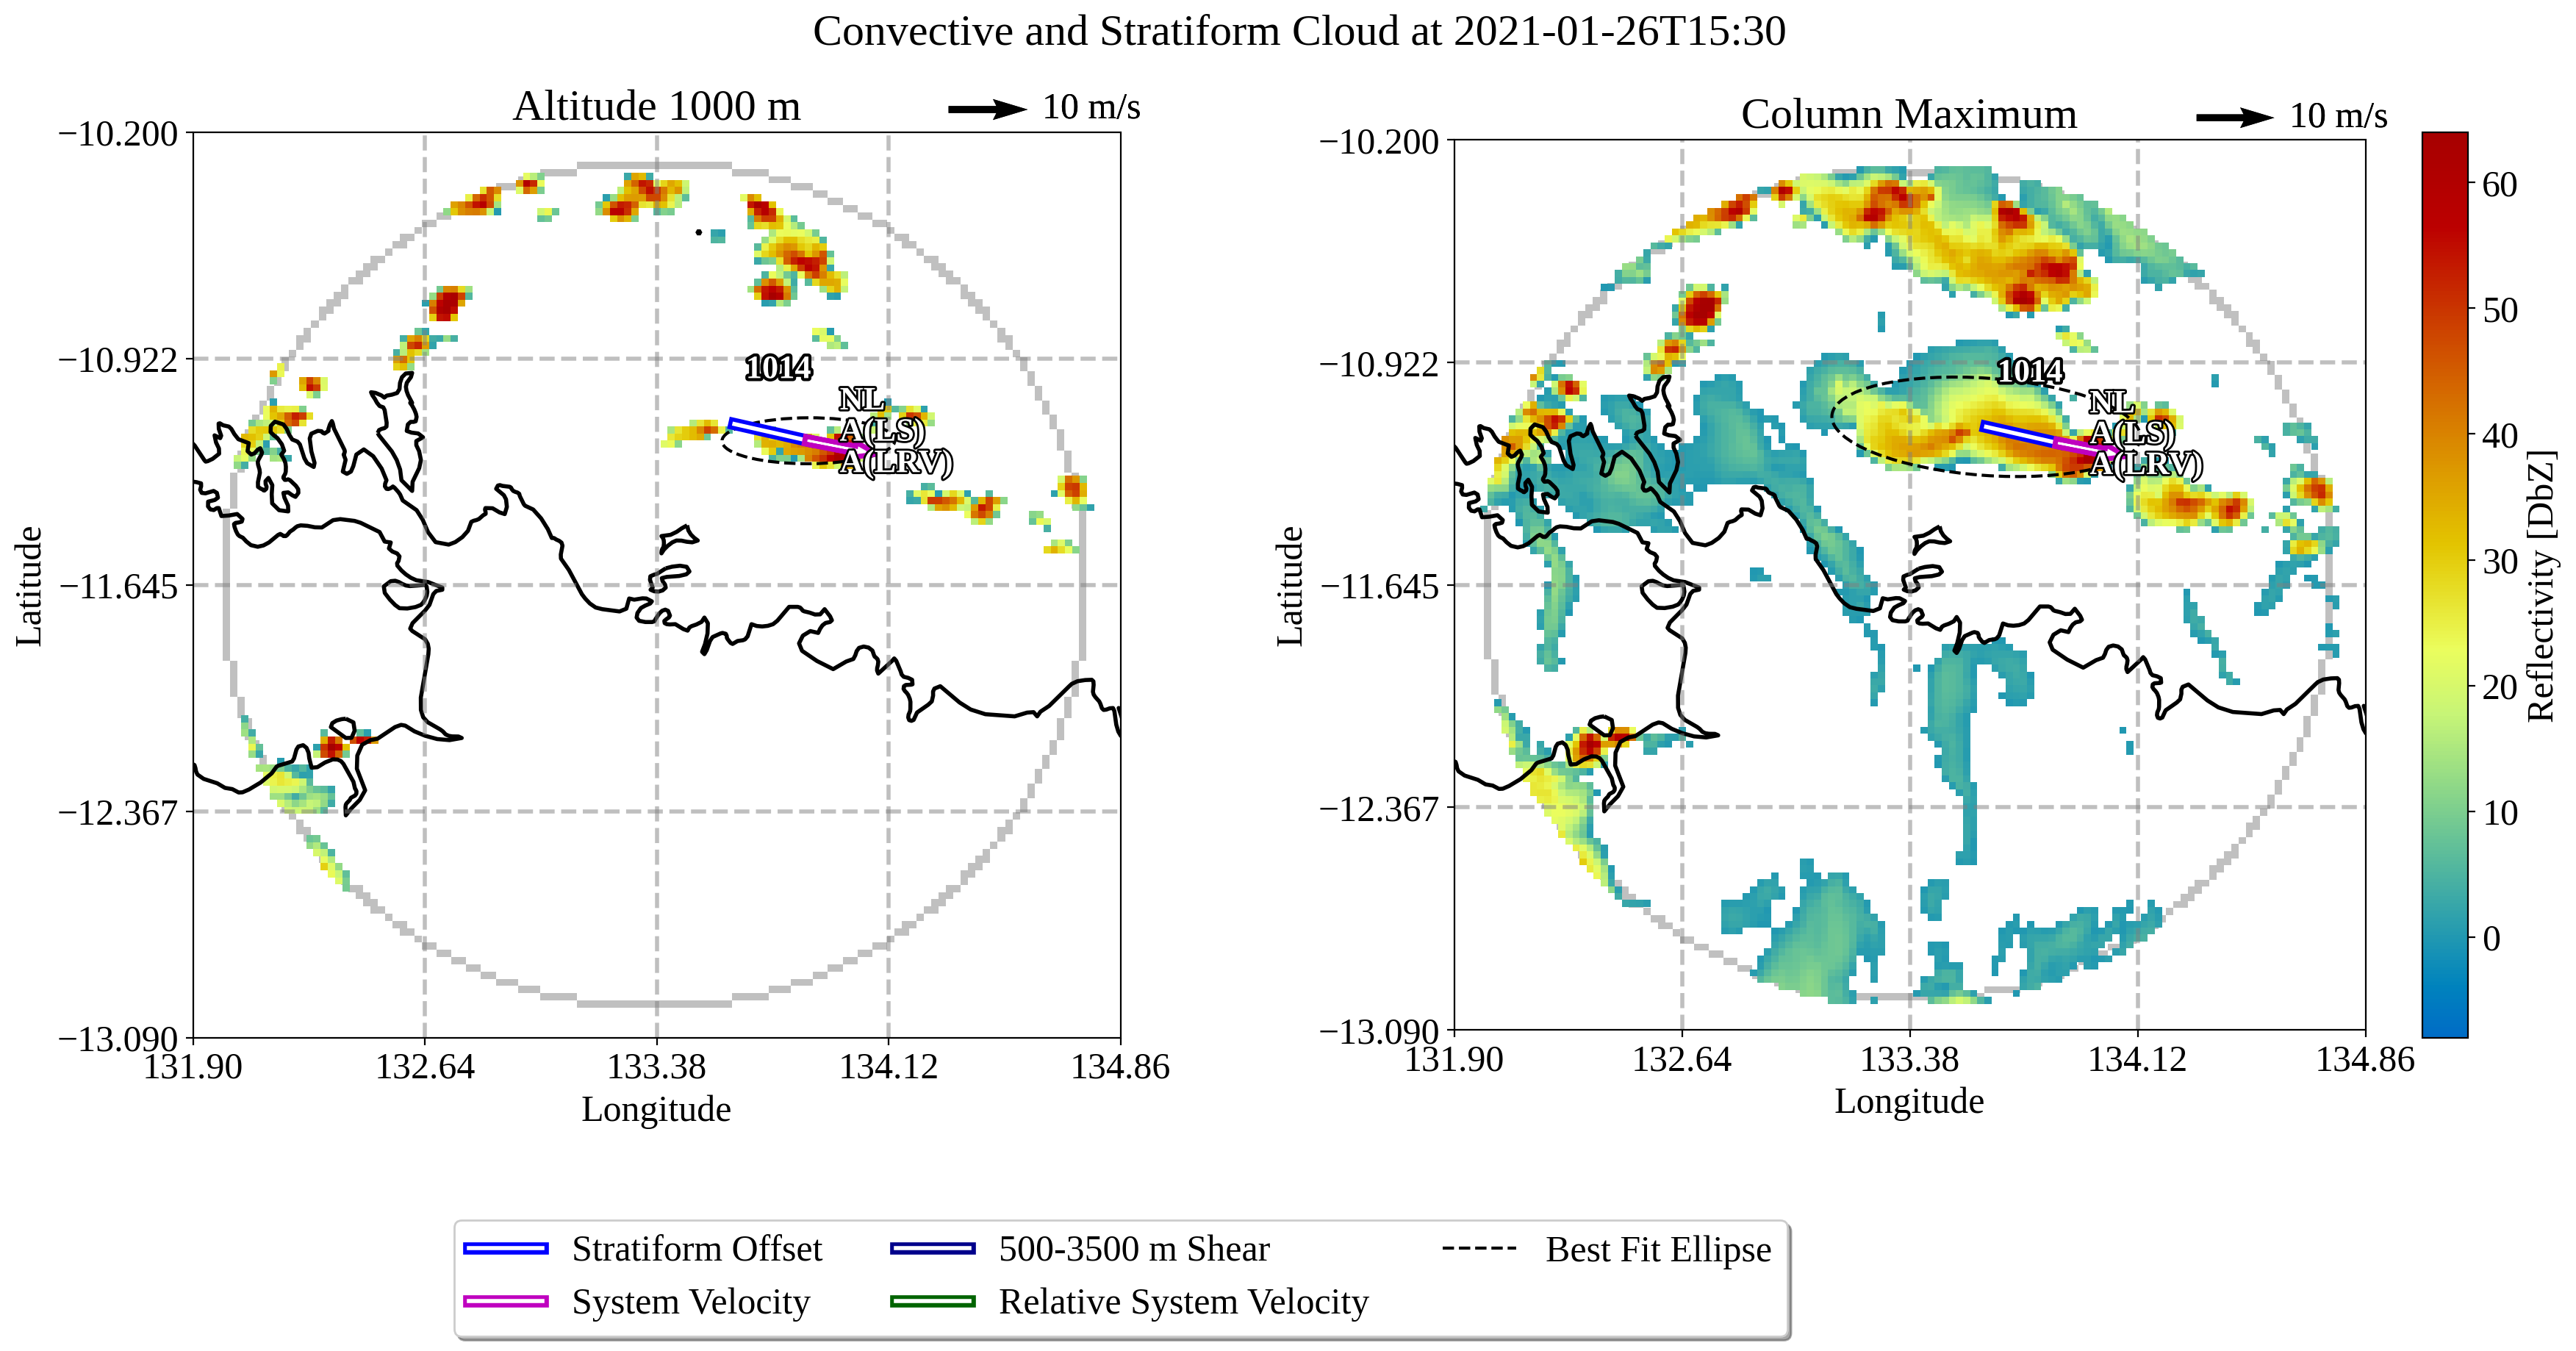 Convective and Stratiform Cloud at 2021-01-26T15:30
Altitude 1000 m
10 m/s
−10.200
−10.922
−11.645
−12.367
−13.090
Latitude
131.90
132.64
133.38
134.12
134.86
Longitude
1014
NL
A(LS)
A(LRV)
Column Maximum
10 m/s
−10.200
−10.922
−11.645
−12.367
−13.090
Latitude
131.90
132.64
133.38
134.12
134.86
Longitude
1014
NL
A(LS)
A(LRV)
60
50
40
30
20
10
0
Reflectivity [DbZ]
Stratiform Offset
System Velocity
500-3500 m Shear
Relative System Velocity
Best Fit Ellipse